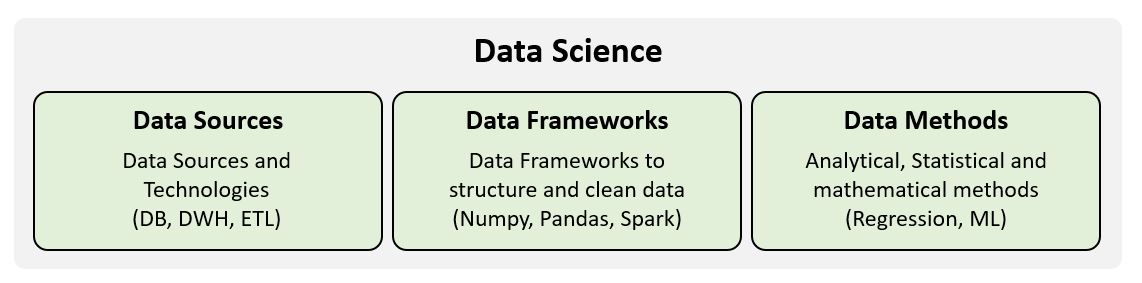 Data Science
Data Sources
Data Sources and
Technologies
(DB, DWH, ETL)
Data Frameworks
Data Frameworks to
structure and clean data
(Numpy, Pandas, Spark)
Data Methods
Analytical, Statistical and
mathematical methods
(Regression, ML)